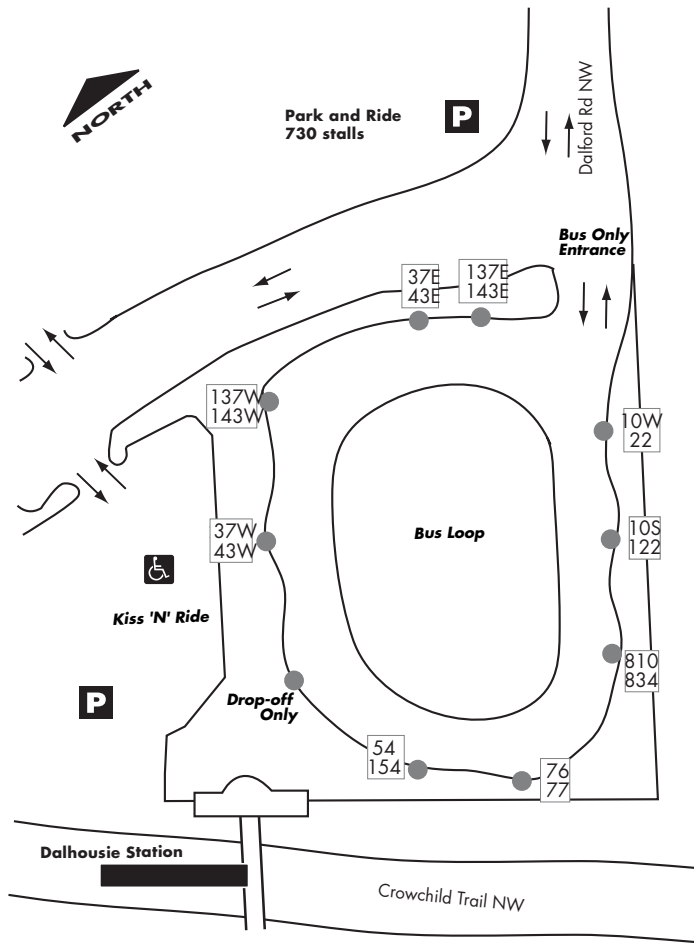 NORTH
Park and Ride
730 stalls
P
Dalford Rd NW
Bus Only
Entrance
37E
43E
137E
143E
137W
143W
10W
22
37W
43W
Bus Loop
10S
122
Kiss 'N' Ride
810
834
P
Drop-off
Only
54
154
76
77
Dalhousie Station
Crowchild Trail NW